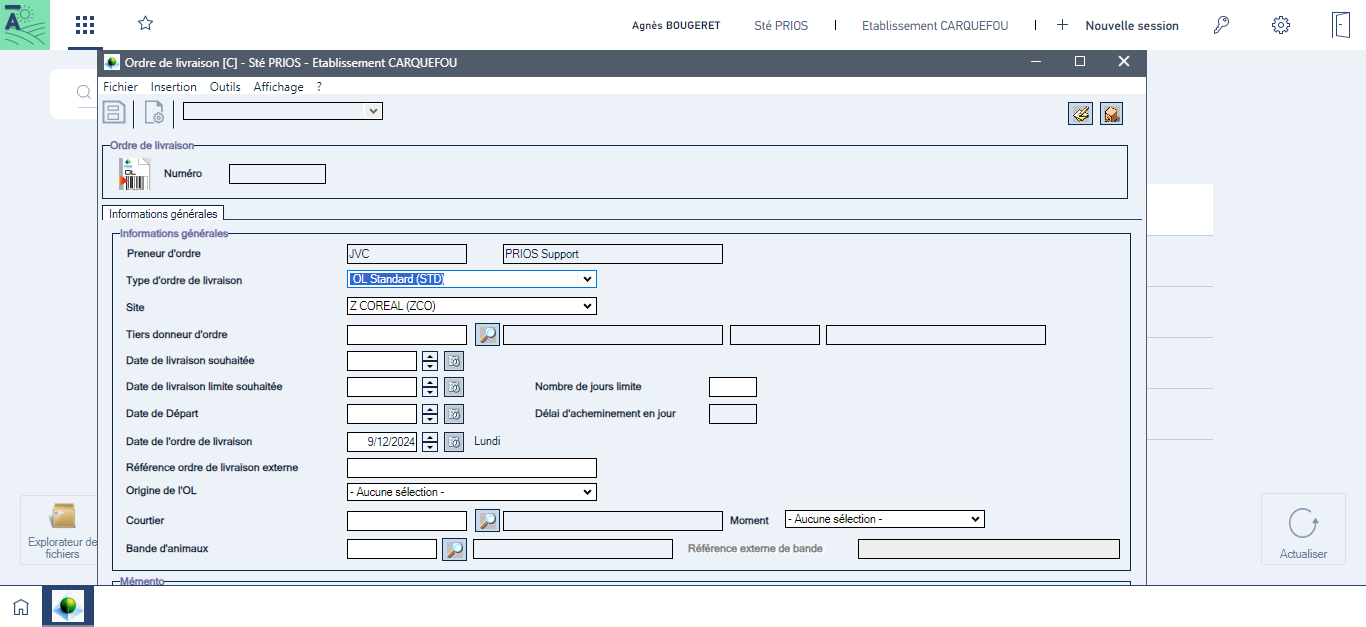 Agnès BOUGERET Sté PRIOS Etablissement CARQUEFOU Nouvelle session
Ordre de livraison [C] - Sté PRIOS - Etablissement CARQUEFOU
Fichier Insertion Outils Affichage ?
Ordre de livraison
OL
Numéro
Informations générales
Informations générales
Preneur d'ordre JVC PRIOS Support
Type d'ordre de livraison OL Standard (STD)
Site Z COREAL (ZCO)
Tiers donneur d'ordre
Date de livraison souhaitée
Date de livraison limite souhaitée Nombre de jours limite
Date de Départ Délai d'acheminement en jour
Date de l'ordre de livraison 9/12/2024 Lundi
Référence ordre de livraison externe
Origine de l'OL - Aucune sélection -
Courtier Moment - Aucune sélection -
Bande d'animaux Référence externe de bande
Mémento
Explorateur de
fichiers
Actualiser